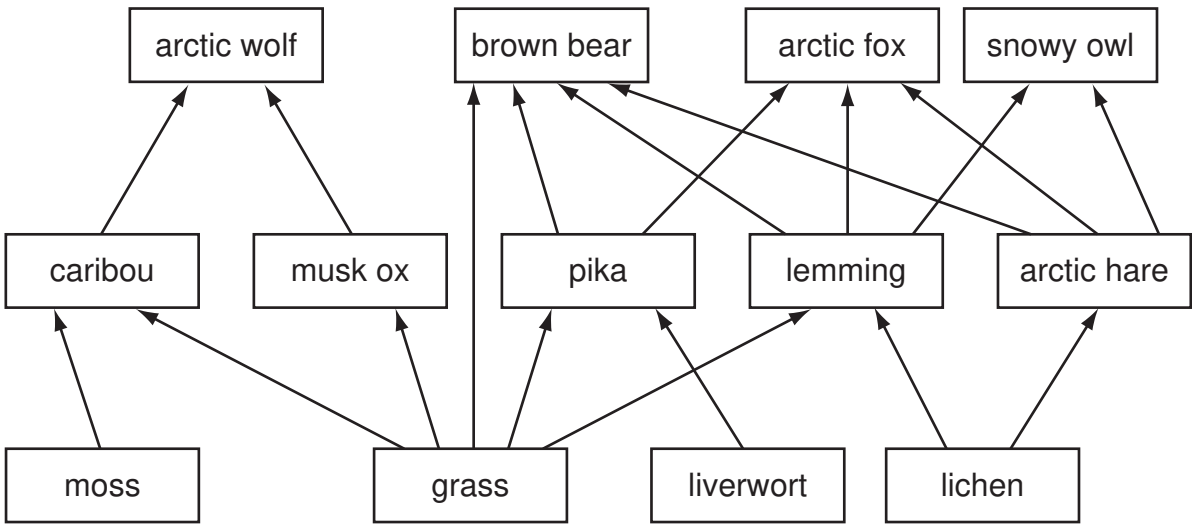 arctic wolf
brown bear
arctic fox
snowy owl
caribou
musk ox
pika
lemming
arctic hare
moss
grass
liverwort
lichen